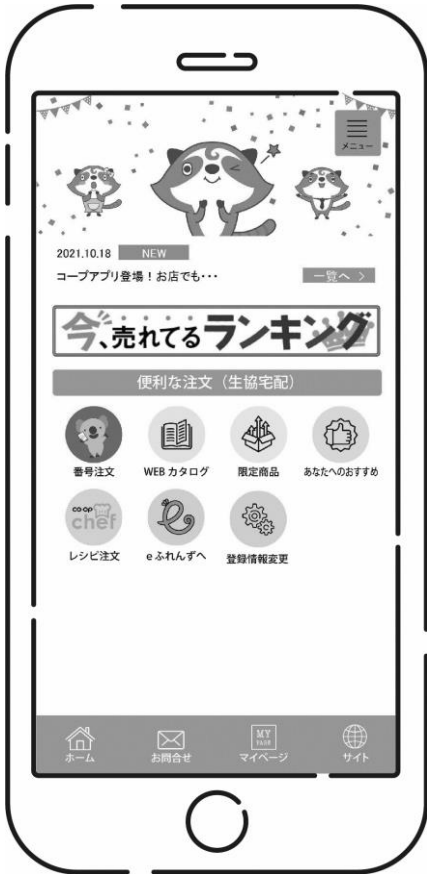 メニュー
2021.10.18 NEW
コープアプリ登場！お店でも･･･ 一覧へ >
今、売れてるランキング
便利な注文（生協宅配）
番号注文 WEBカタログ 限定商品 あなたへのおすすめ
co･op
chef
レシピ注文 eふれんずへ 登録情報変更
MY
PAGE
ホーム お問合せ マイページ サイト